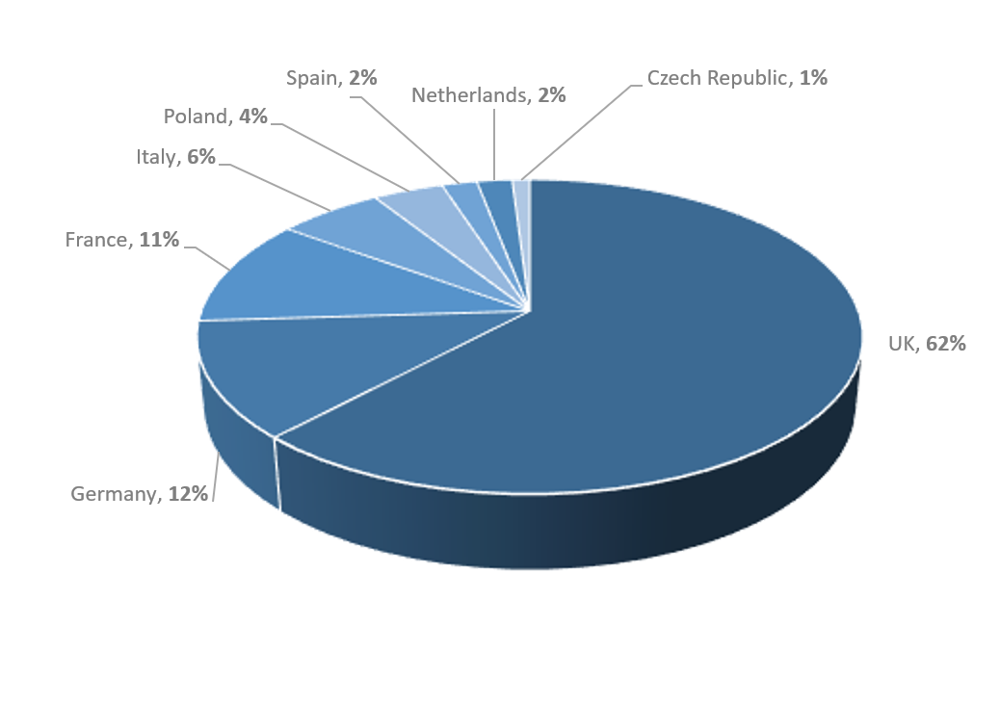 Spain, 2%
Czech Republic, 1%
Netherlands, 2%
Poland, 4%
Italy, 6%
France, 11%
UK, 62%
Germany, 12%